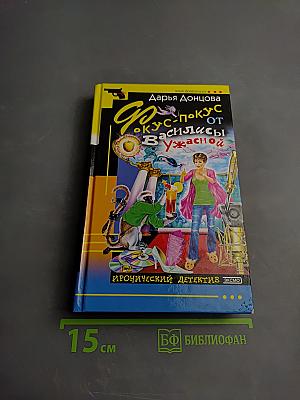 Дарья Донцова
Фокус-покус
от
Василисы
Ужасной
ИРОНИЧЕСКИЙ ДЕТЕКТИВ
ЭКСМО
15 см
БФ БИБЛИОФАН